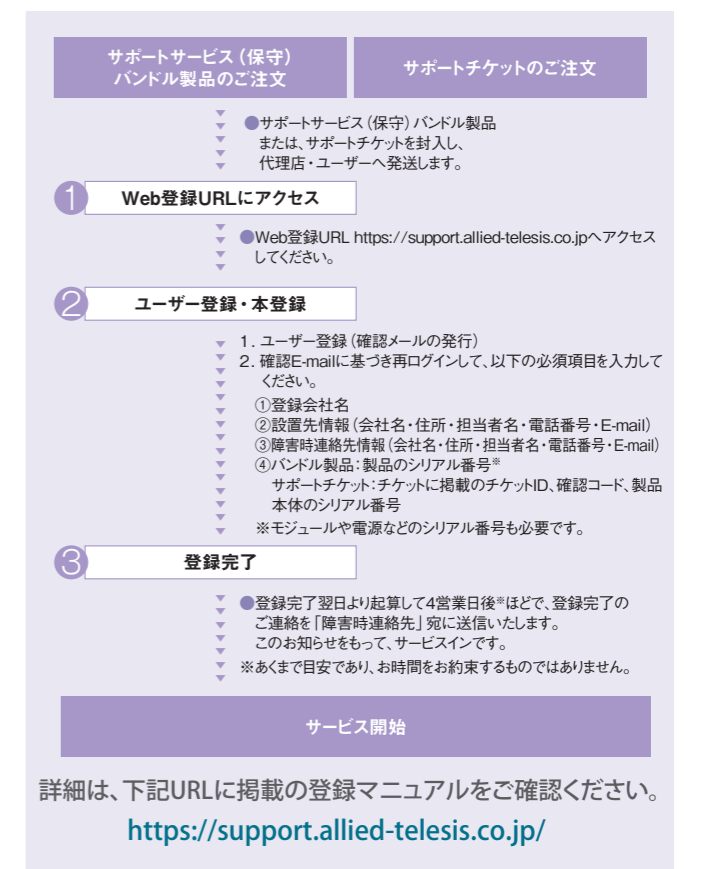 サポートサービス（保守）
バンドル製品のご注文
サポートチケットのご注文
●サポートサービス（保守）バンドル製品
または、サポートチケットを封入し、
代理店・ユーザーへ発送します。
① Web登録URLにアクセス
●Web登録URL https://support.allied-telesis.co.jpへアクセス
してください。
② ユーザー登録・本登録
1. ユーザー登録（確認メールの発行）
2. 確認E-mailに基づき再ログインして、以下の必須項目を入力して
ください。
①登録会社名
②設置先情報（会社名・住所・担当者名・電話番号・E-mail）
③障害時連絡先情報（会社名・住所・担当者名・電話番号・E-mail）
④バンドル製品：製品のシリアル番号※
サポートチケット：チケットに掲載のチケットID、確認コード、製品
本体のシリアル番号
※モジュールや電源などのシリアル番号も必要です。
③ 登録完了
●登録完了翌日より起算して4営業日後※ほどで、登録完了の
ご連絡を「障害時連絡先」宛に送信いたします。
このお知らせをもって、サービスインです。
※あくまで目安であり、お時間をお約束するものではありません。
サービス開始
詳細は、下記URLに掲載の登録マニュアルをご確認ください。
https://support.allied-telesis.co.jp/